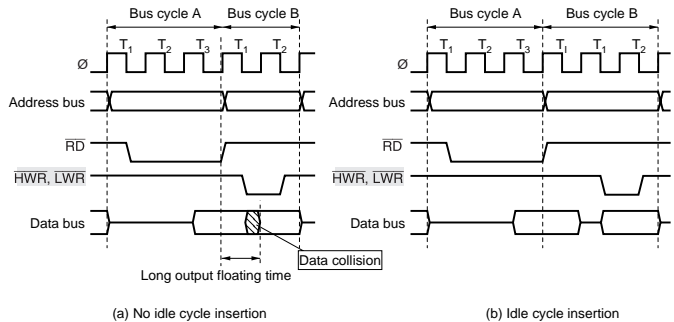 Bus cycle A Bus cycle B
T1 T2 T3 T1 T2
Ø
Address bus
RD
HWR, LWR
Data bus
Data collision
Long output floating time
(a) No idle cycle insertion
Bus cycle A Bus cycle B
T1 T2 T3 TI T1 T2
Ø
Address bus
RD
HWR, LWR
Data bus
(b) Idle cycle insertion